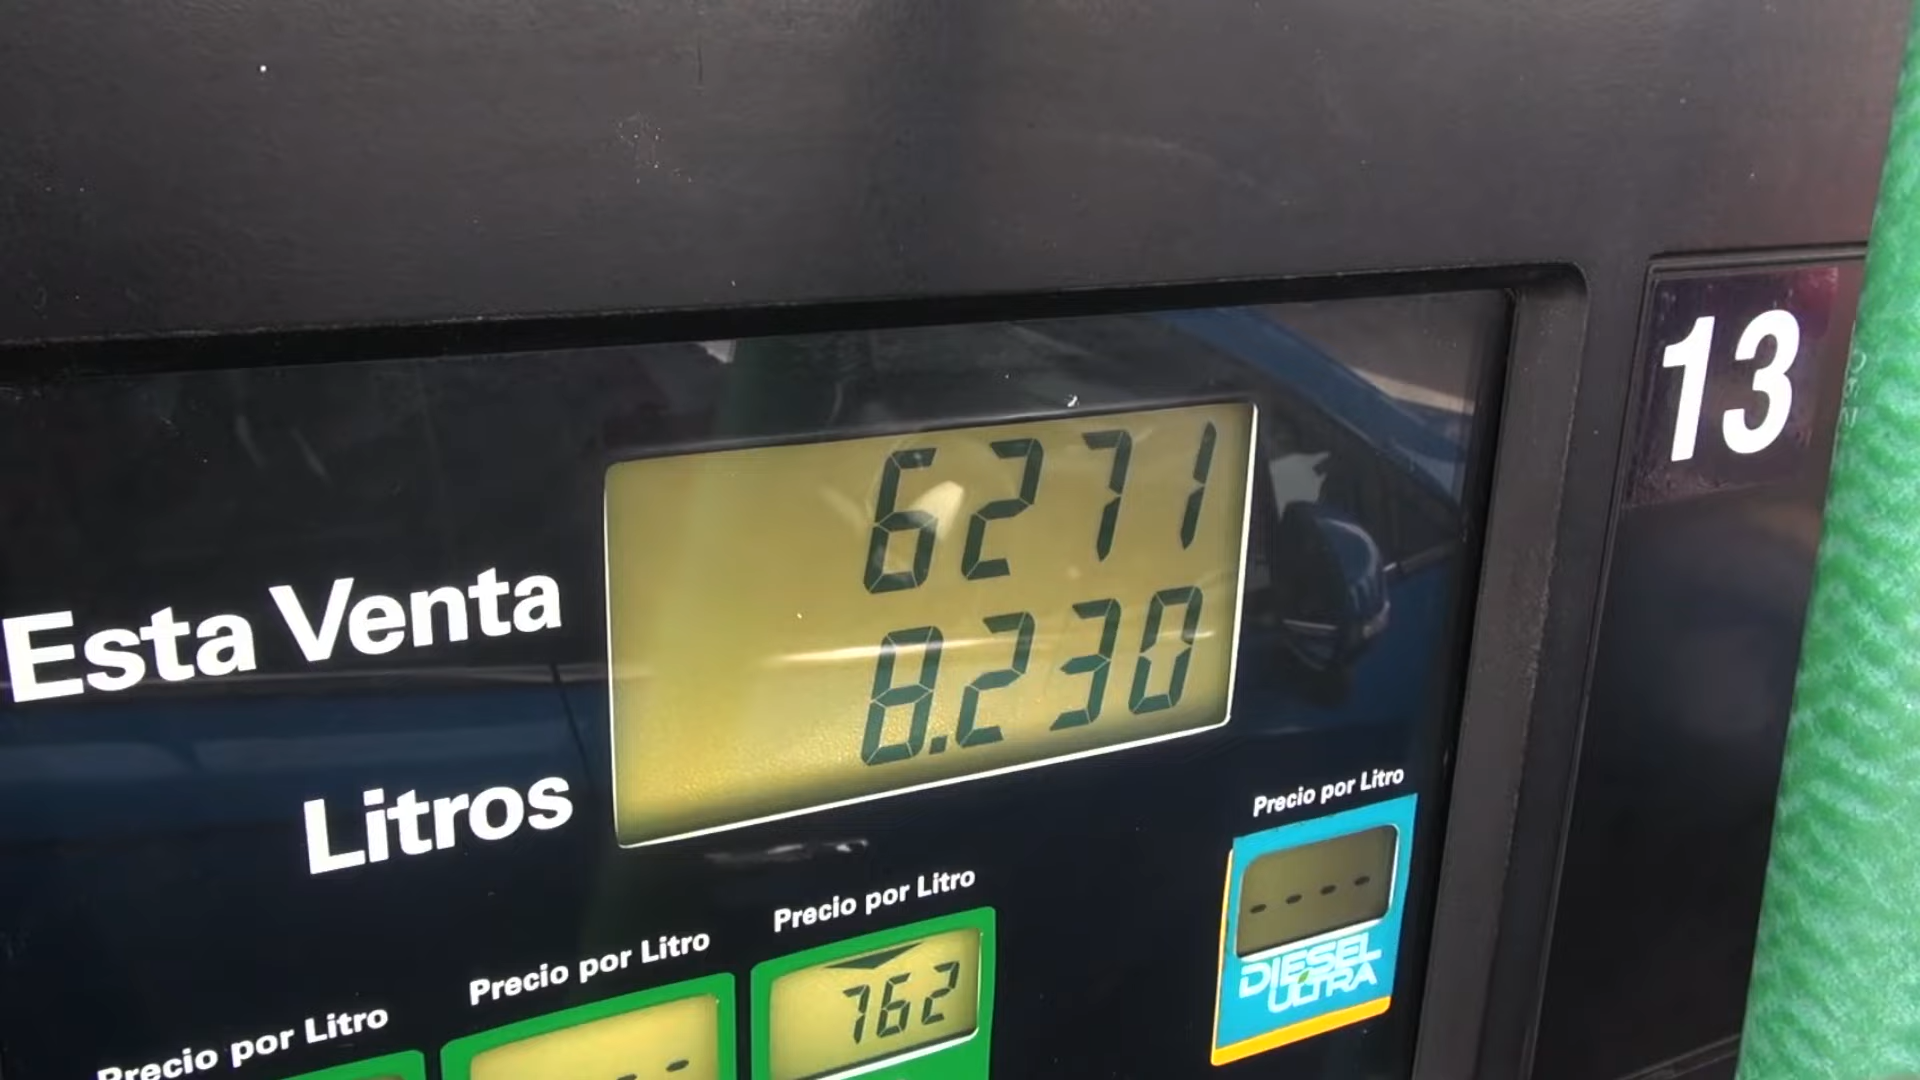 13
6271
Esta Venta
8.230
Litros
Precio por Litro
- - - -
DIESEL
ULTRA
Precio por Litro
762
Precio por Litro
- -
Precio por Litro